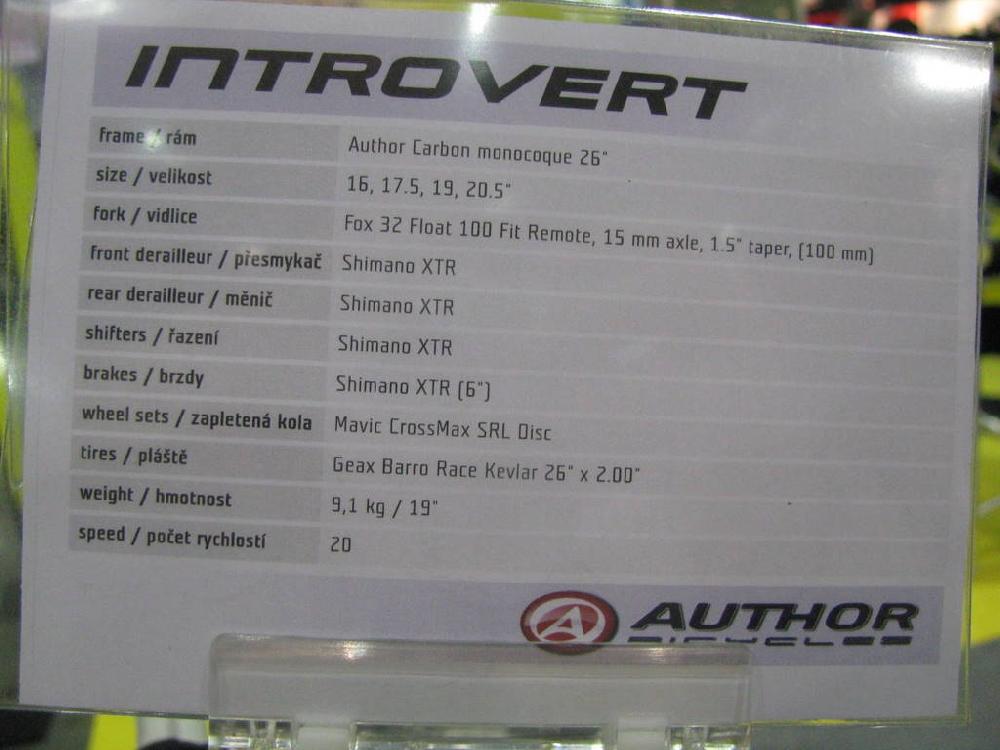 INTROVERT
frame / rám Author Carbon monocoque 26"
size / velikost 16, 17.5, 19, 20.5"
fork / vidlice Fox 32 Float 100 Fit Remote, 15 mm axle, 1.5" taper, (100 mm)
front derailleur / přesmykač Shimano XTR
rear derailleur / měnič Shimano XTR
shifters / řazení Shimano XTR
brakes / brzdy Shimano XTR (6")
wheel sets / zapletená kola Mavic CrossMax SRL Disc
tires / pláště Geax Barro Race Kevlar 26" x 2.00"
weight / hmotnost 9,1 kg / 19"
speed / počet rychlostí 20
A AUTHOR